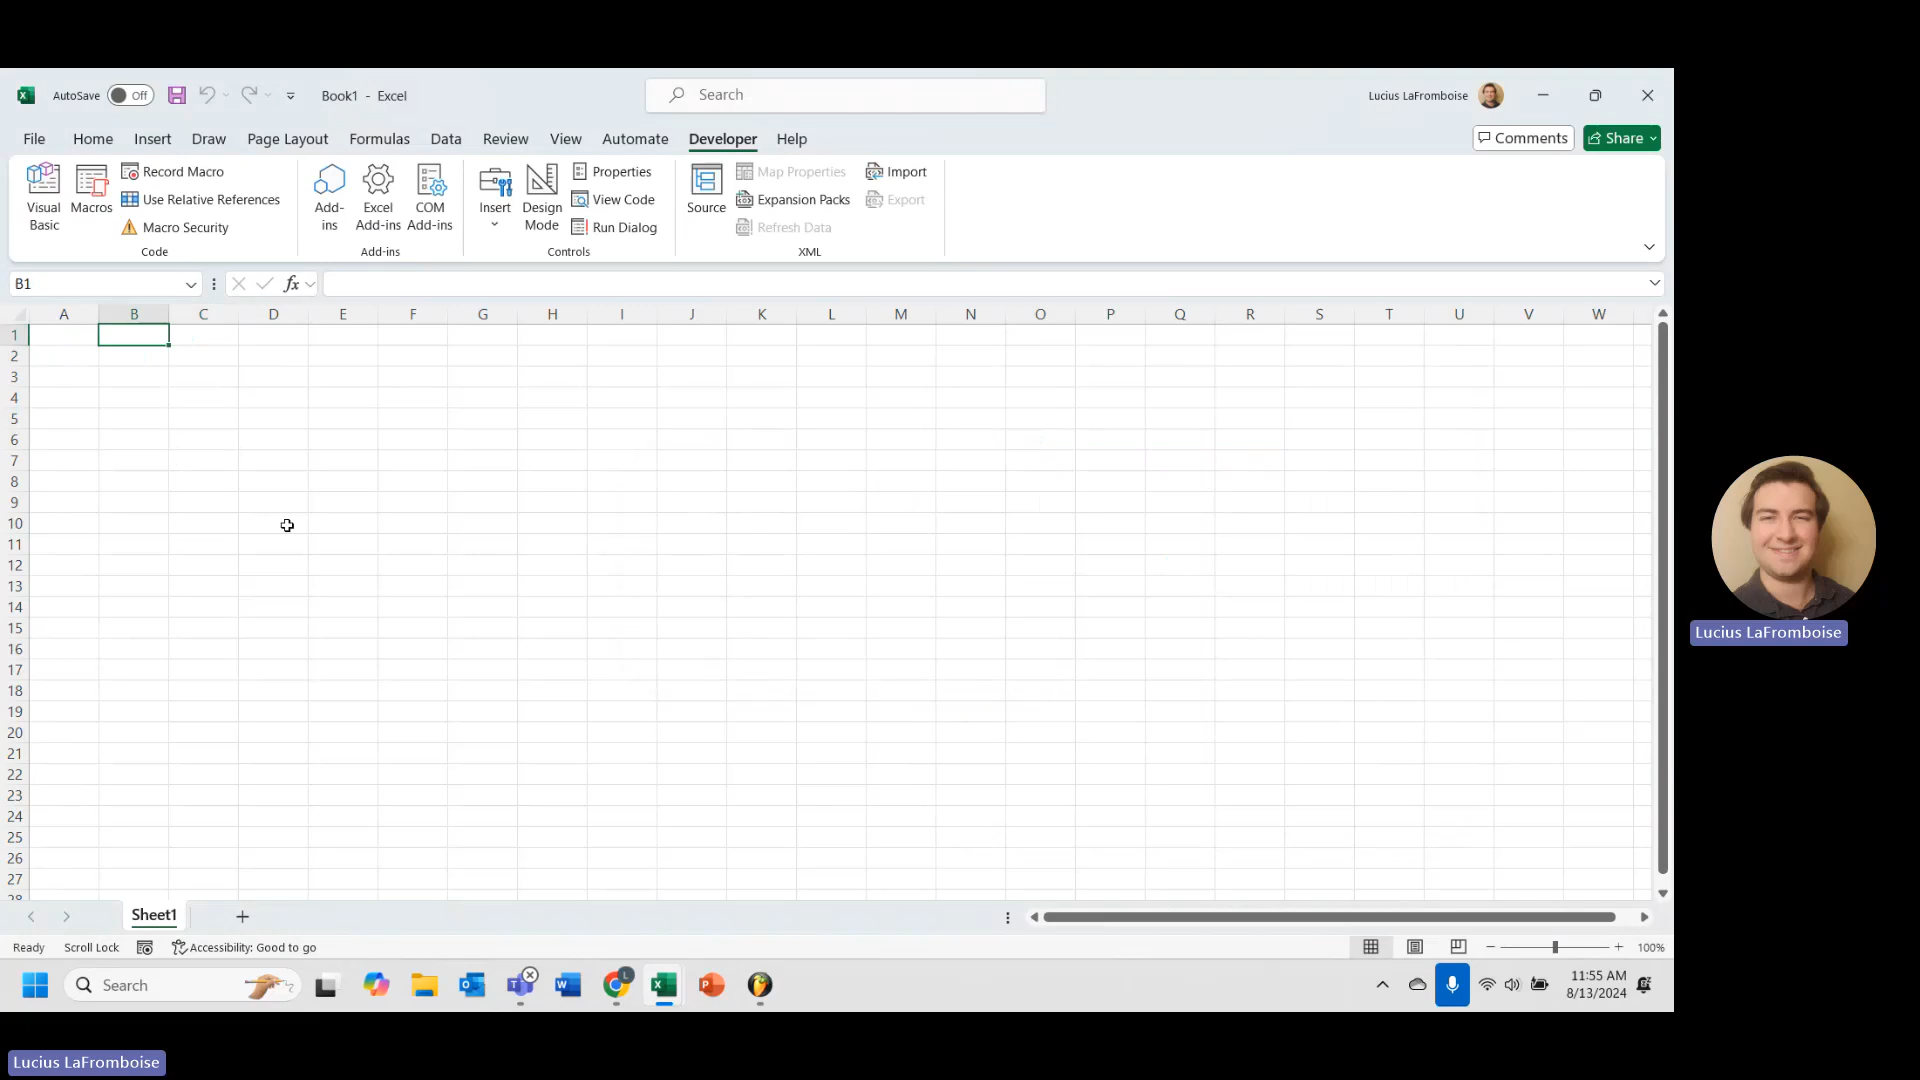 AutoSave Off Book1 - Excel Search Lucius LaFromboise
File Home Insert Draw Page Layout Formulas Data Review View Automate Developer Help Comments Share
Visual Basic
Macros
Record Macro
Use Relative References
Macro Security
Code
Add-ins
Excel Add-ins
COM Add-ins
Add-ins
Insert
Design Mode
Properties
View Code
Run Dialog
Controls
Source
Map Properties
Expansion Packs
Refresh Data
Import
Export
XML
B1 fx
A B C D E F G H I J K L M N O P Q R S T U V W
1
2
3
4
5
6
7
8
9
10
11
12
13
14
15
16
17
18
19
20
21
22
23
24
25
26
27
28
Lucius LaFromboise
Sheet1
Ready Scroll Lock Accessibility: Good to go 100%
Search
11:55 AM
8/13/2024
Lucius LaFromboise